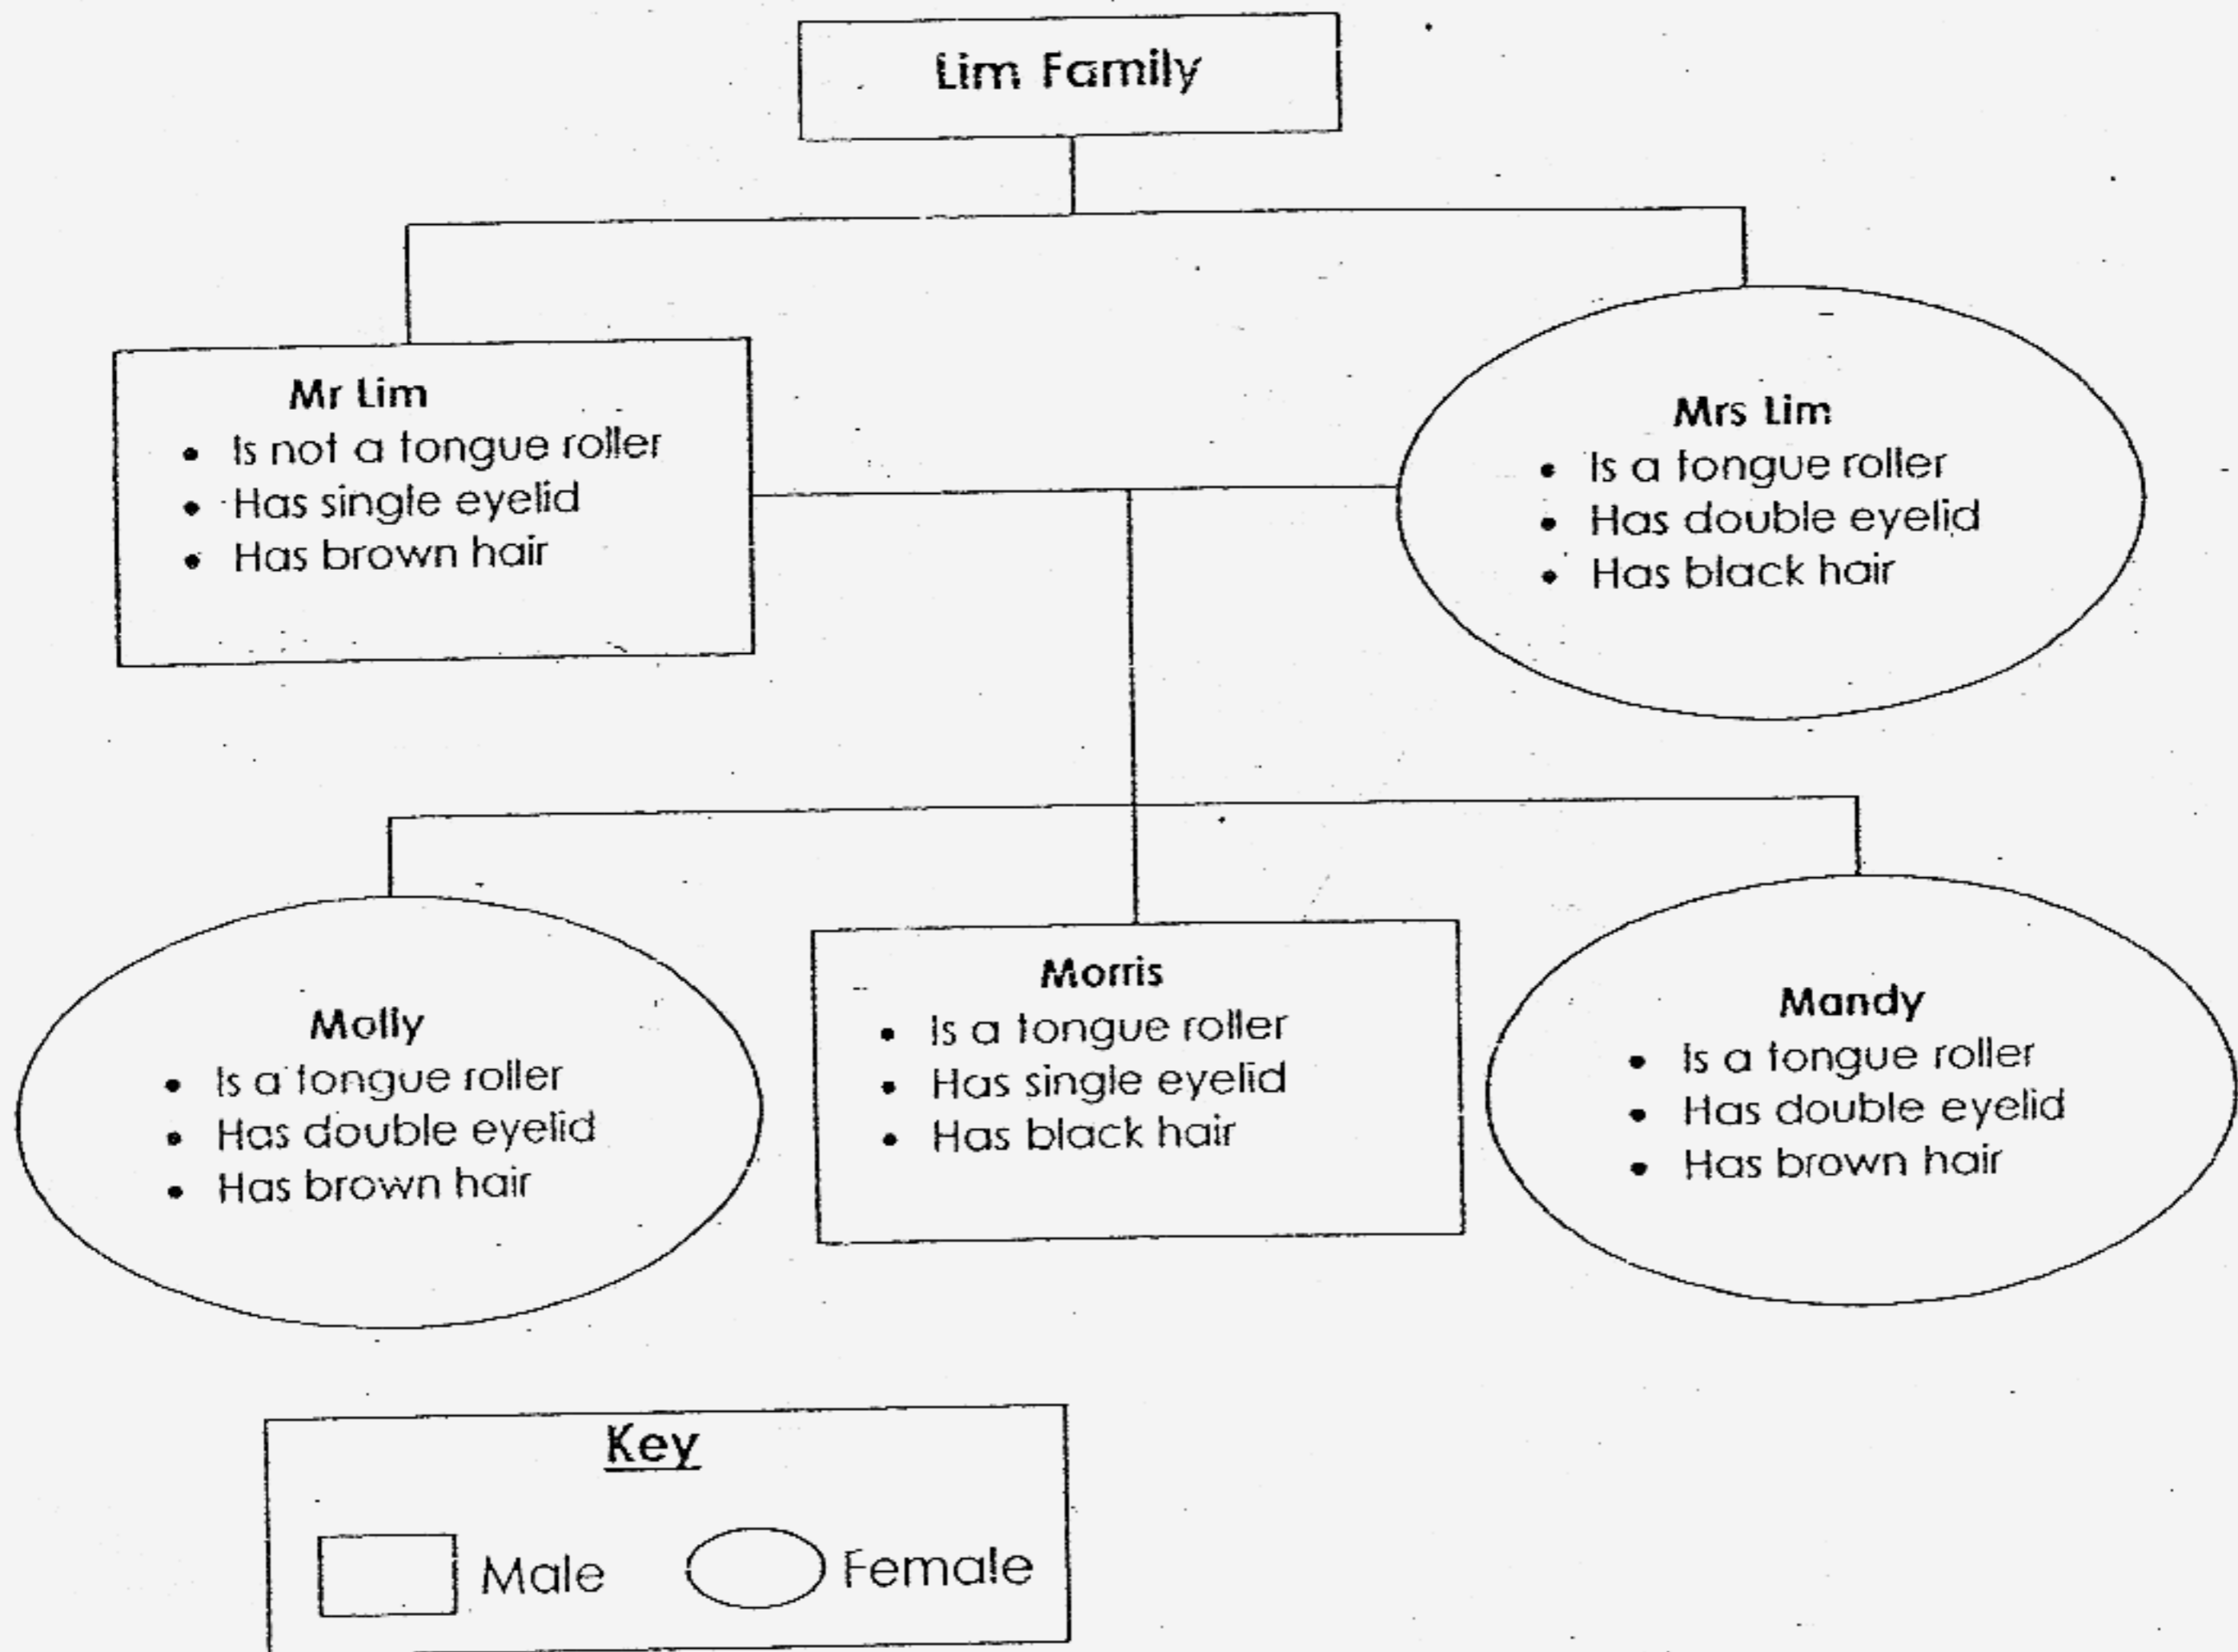 Lim Family
Mr Lim
• Is not a tongue roller
• Has single eyelid
• Has brown hair
Mrs Lim
• Is a tongue roller
• Has double eyelid
• Has black hair
Molly
• Is a tongue roller
• Has double eyelid
• Has brown hair
Morris
• Is a tongue roller
• Has single eyelid
• Has black hair
Mandy
• Is a tongue roller
• Has double eyelid
• Has brown hair
Key
Male
Female